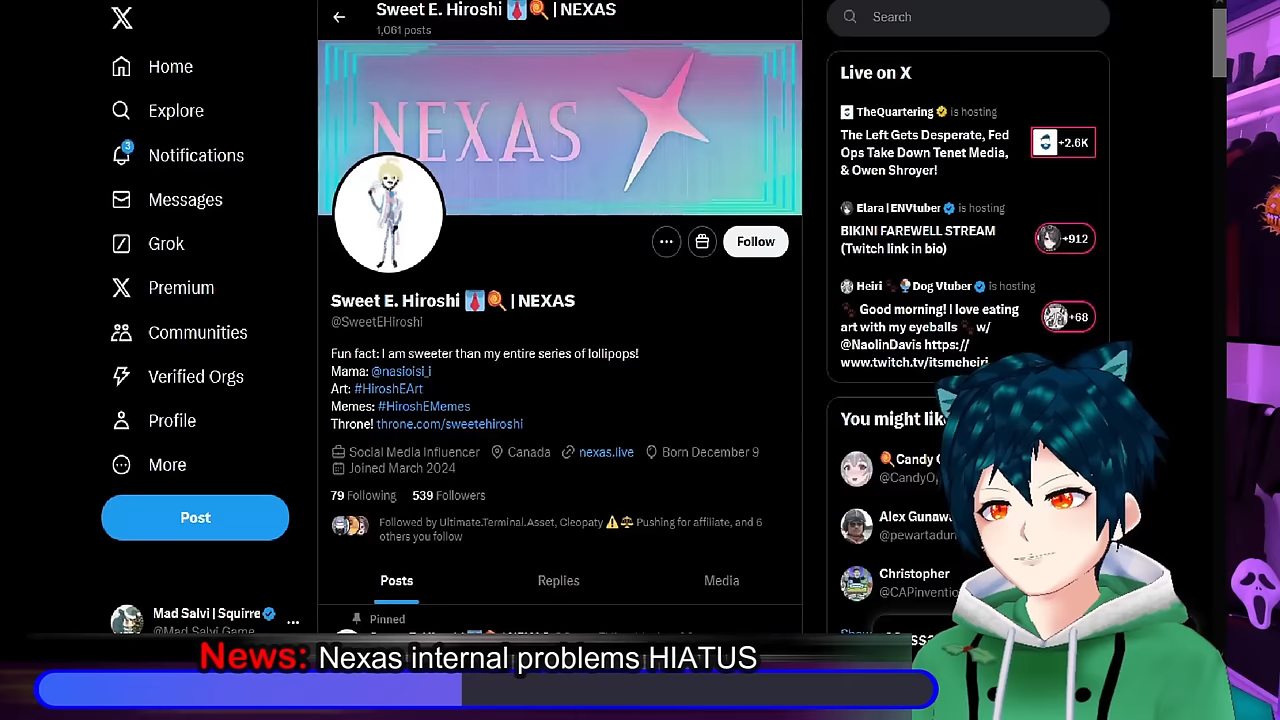 Home
Explore
3
Notifications
Messages
Grok
Premium
Communities
Verified Orgs
Profile
More
Post
Mad Salvi | Squirre
@Mad_Salvi_Game
Sweet E. Hiroshi | NEXAS
1,061 posts
NEXAS
Follow
Sweet E. Hiroshi | NEXAS
@SweetEHiroshi
Fun fact: I am sweeter than my entire series of lollipops!
Mama: @nasioisi_i
Art: #HiroshEArt
Memes: #HiroshEMemes
Throne! throne.com/sweetehiroshi
Social Media Influencer Canada nexas.live Born December 9
Joined March 2024
79 Following 539 Followers
Followed by Ultimate.Terminal.Asset, Cleopaty ⚠️⚖️ Pushing for affiliate, and 6
others you follow
Posts Replies Media
Pinned
Search
Live on X
TheQuartering is hosting
The Left Gets Desperate, Fed
Ops Take Down Tenet Media,
& Owen Shroyer!
+2.6K
Elara | ENVtuber is hosting
BIKINI FAREWELL STREAM
(Twitch link in bio)
+912
Heiri Dog Vtuber is hosting
Good morning! I love eating
art with my eyeballs w/
@NaolinDavis https://
www.twitch.tv/itsmeheiri
+68
You might lik
Candy
@CandyO
Alex Gunaw
@pewartadun
Christopher
@CAPinventio
News: Nexas internal problems HIATUS